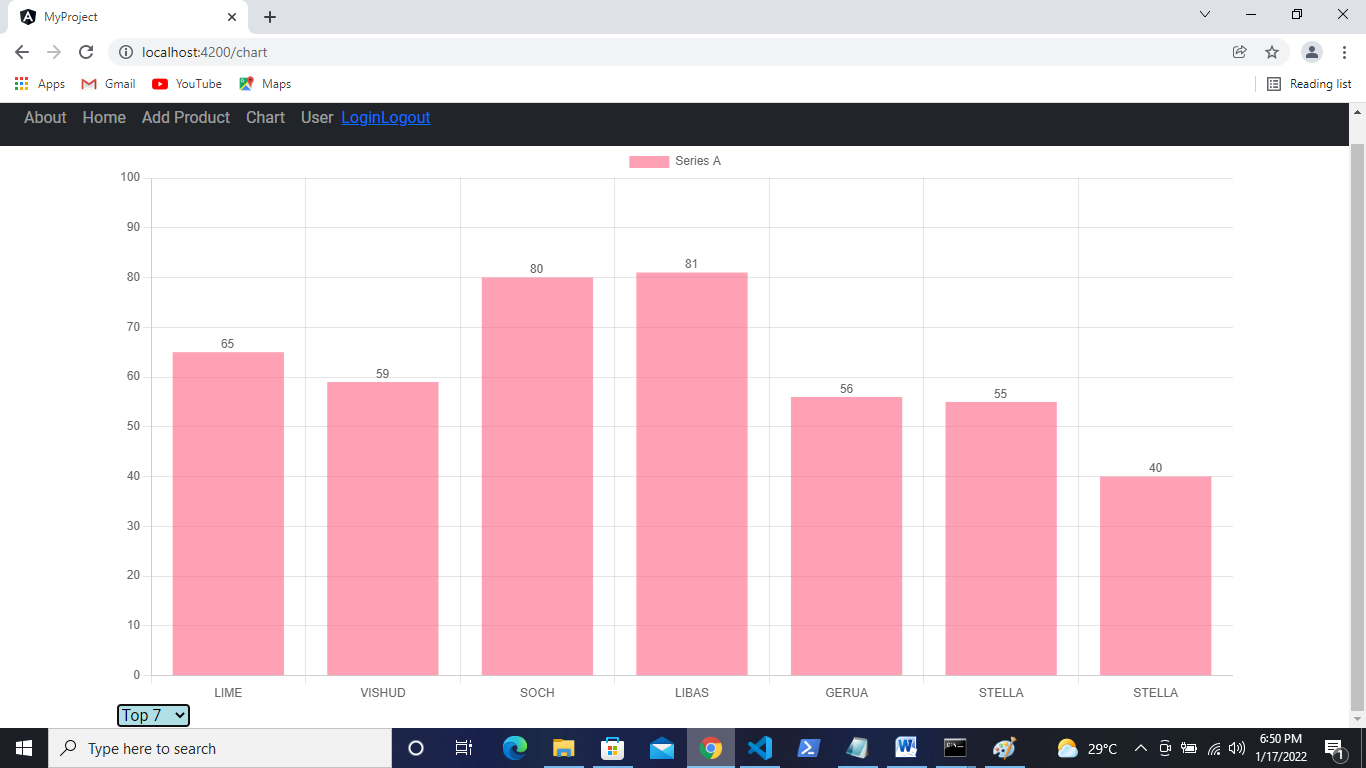 MyProject
localhost:4200/chart
Apps Gmail YouTube Maps Reading list
About Home Add Product Chart User LoginLogout
Series A
100
90
80
70
60
50
40
30
20
10
0
65 59 80 81 56 55 40
LIME VISHUD SOCH LIBAS GERUA STELLA STELLA
Top 7
Type here to search
29°C
6:50 PM
1/17/2022
1